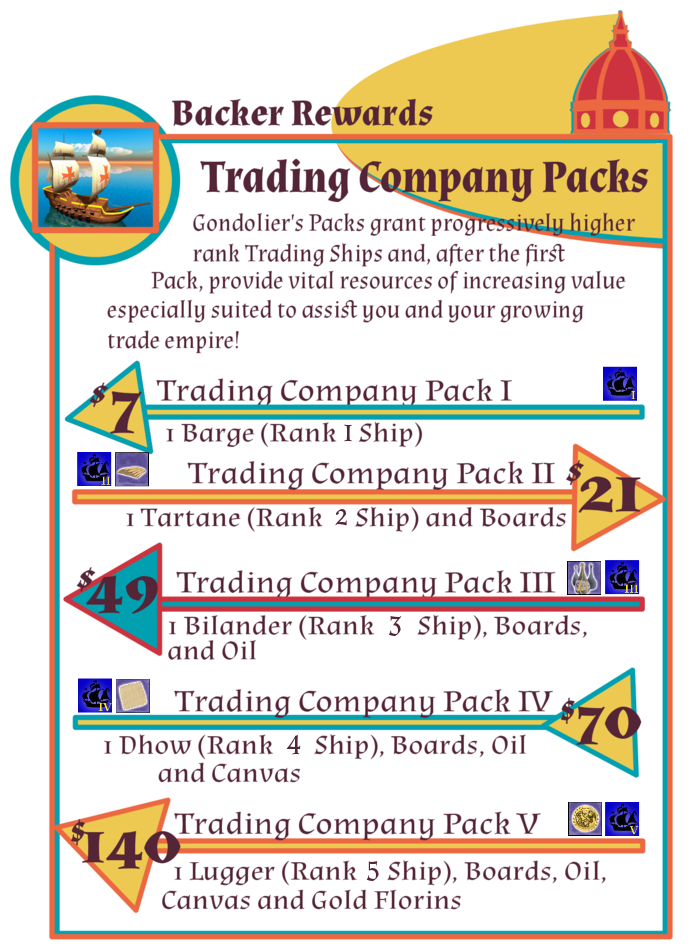 Backer Rewards
Trading Company Packs
Gondolier's Packs grant progressively higher
rank Trading Ships and, after the first
Pack, provide vital resources of increasing value
especially suited to assist you and your growing
trade empire!
$7
Trading Company Pack I
I
1 Barge (Rank 1 Ship)
II
Trading Company Pack II
$21
1 Tartane (Rank 2 Ship) and Boards
$49
Trading Company Pack III
III
1 Bilander (Rank 3 Ship), Boards,
and Oil
IV
Trading Company Pack IV
$70
1 Dhow (Rank 4 Ship), Boards, Oil
and Canvas
$140
Trading Company Pack V
V
1 Lugger (Rank 5 Ship), Boards, Oil,
Canvas and Gold Florins